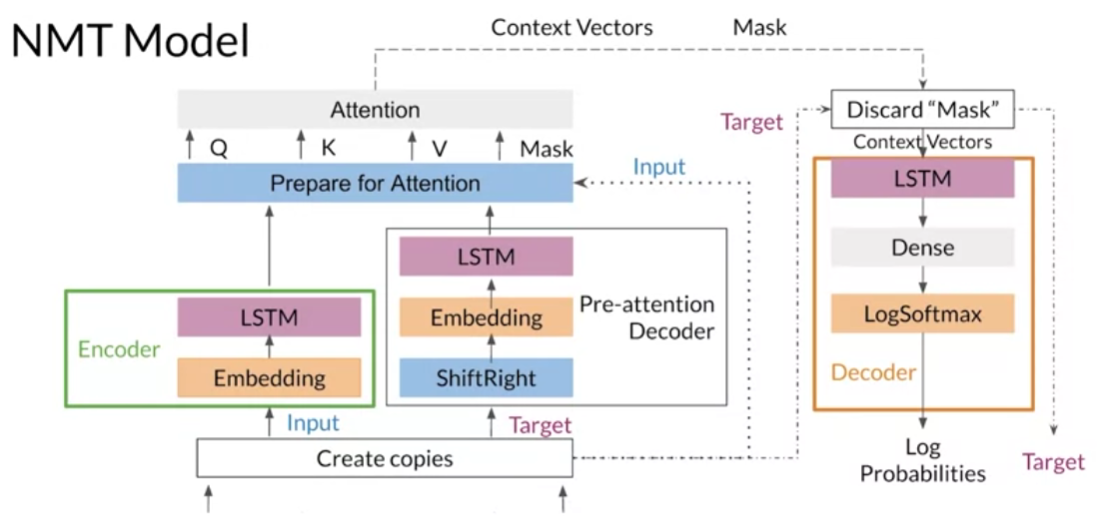 NMT Model
Context Vectors Mask
Attention
Q K V Mask
Prepare for Attention
Input
LSTM
Embedding
Encoder
Input
LSTM
Embedding
ShiftRight
Pre-attention
Decoder
Target
Create copies
Target
Discard “Mask”
Context Vectors
LSTM
Dense
LogSoftmax
Decoder
Log
Probabilities
Target